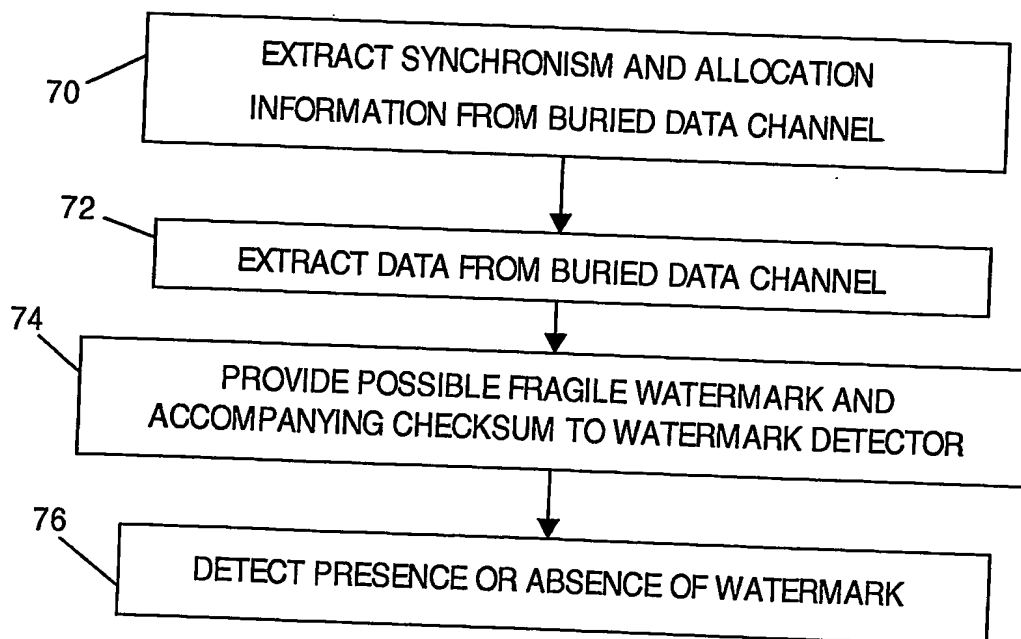 70
EXTRACT SYNCHRONISM AND ALLOCATION
INFORMATION FROM BURIED DATA CHANNEL
72
EXTRACT DATA FROM BURIED DATA CHANNEL
74
PROVIDE POSSIBLE FRAGILE WATERMARK AND
ACCOMPANYING CHECKSUM TO WATERMARK DETECTOR
76
DETECT PRESENCE OR ABSENCE OF WATERMARK